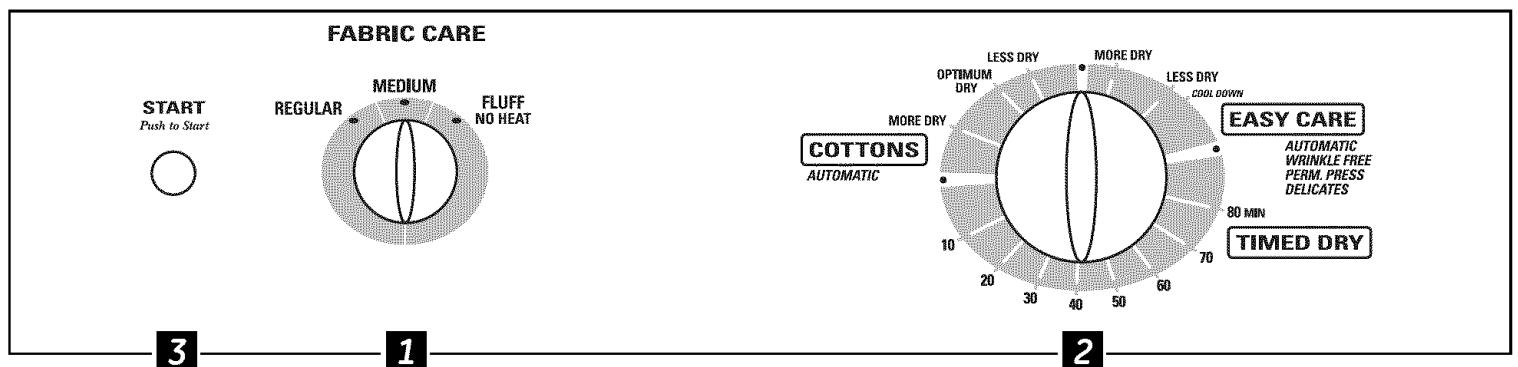 FABRIC CARE
START
Push to Start
REGULAR
MEDIUM
FLUFF
NO HEAT
COTTONS
AUTOMATIC
MORE DRY
OPTIMUM
DRY
LESS DRY
MORE DRY
LESS DRY
COOL DOWN
EASY CARE
AUTOMATIC
WRINKLE FREE
PERM. PRESS
DELICATES
80 MIN
TIMED DRY
70
60
50
40
30
20
10
3
1
2